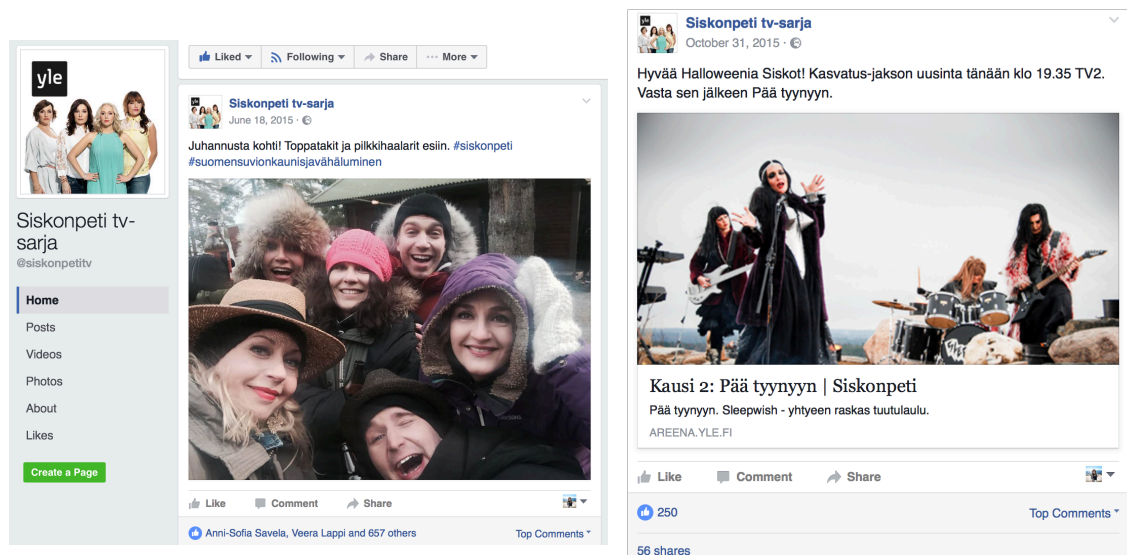 yle
Siskonpeti tv-
sarja
@siskonpetitv
Home
Posts
Videos
Photos
About
Likes
Create a Page
Liked
Following
Share
More
Siskonpeti tv-sarja
June 18, 2015
Juhannusta kohti! Toppatakit ja pilkkihaalarit esiin. #siskonpeti
#suomensuvionkaunisjavähäluminen
Like
Comment
Share
Anni-Sofia Savela, Veera Lappi and 657 others
Top Comments
Siskonpeti tv-sarja
October 31, 2015
Hyvää Halloweenia Siskot! Kasvatus-jakson uusinta tänään klo 19.35 TV2.
Vasta sen jälkeen Pää tyynyyn.
Kausi 2: Pää tyynyyn | Siskonpeti
Pää tyynyyn. Sleepwish - yhtyeen raskas tuutulaulu.
AREENA.YLE.FI
Like
Comment
Share
250
Top Comments
56 shares